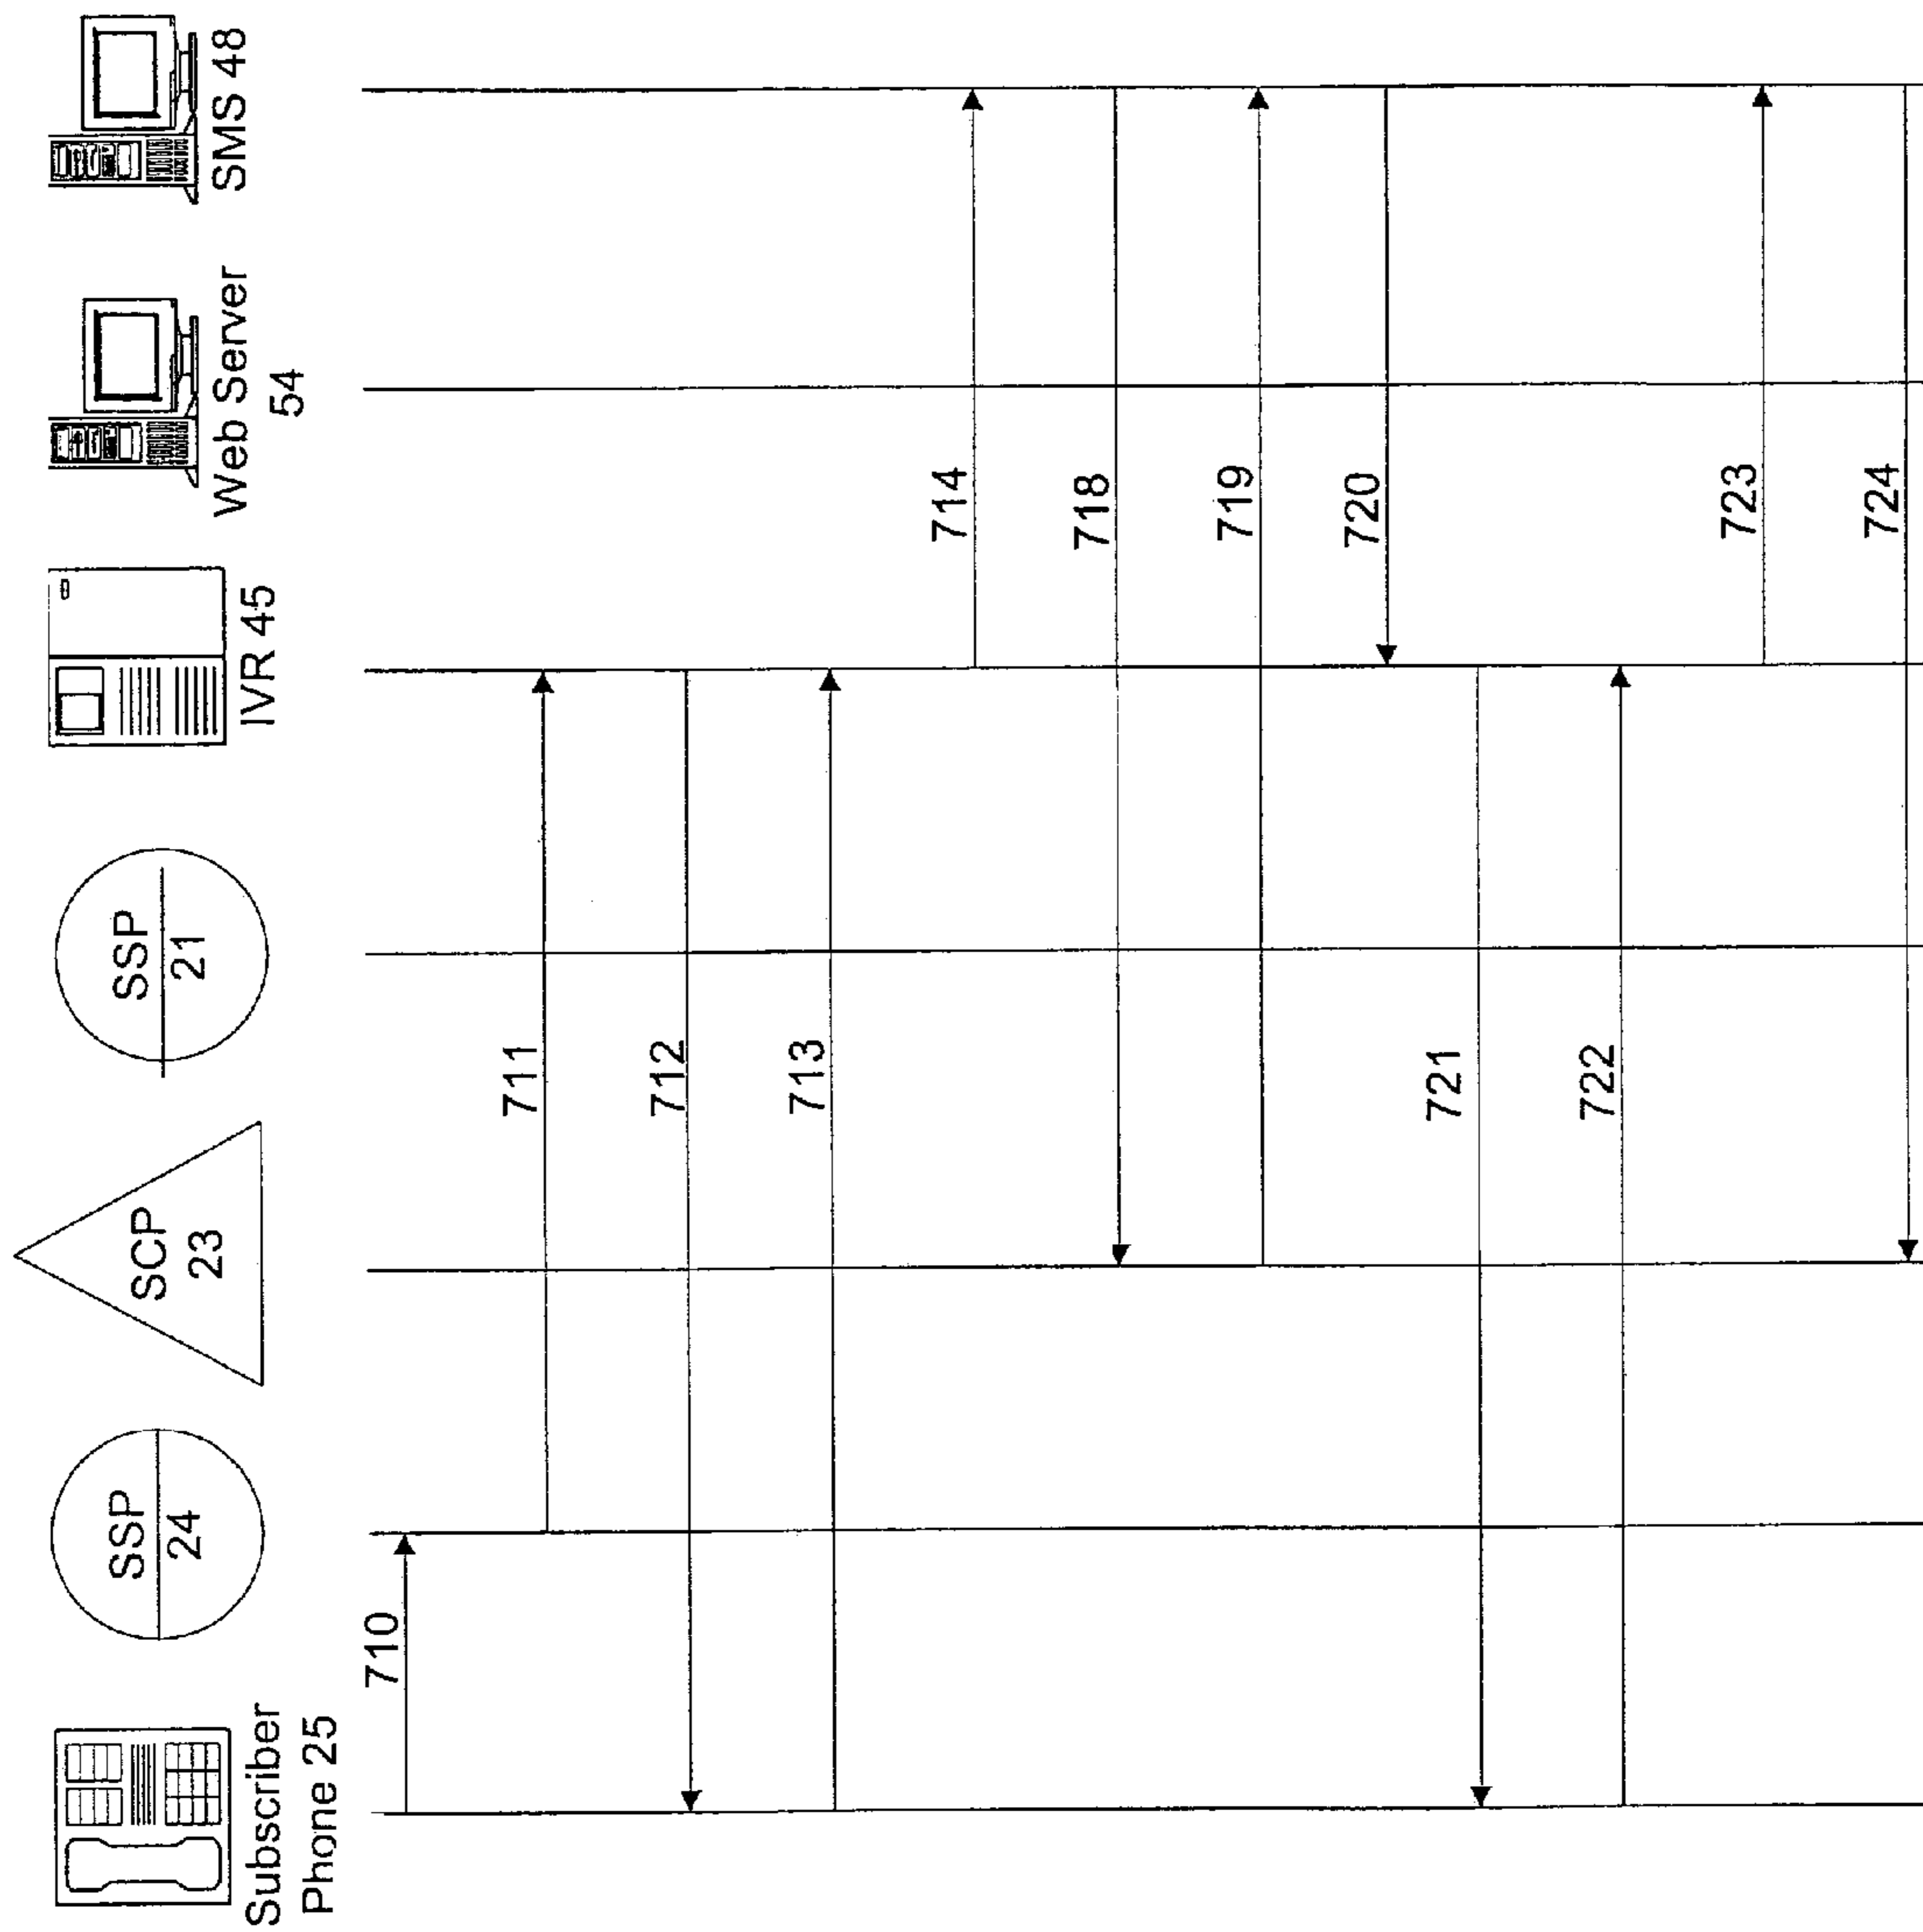 Subscriber
Phone 25
SSP
24
SCP
23
SSP
21
IVR 45
Web Server
54
SMS 48
710
711
712
713
714
718
719
720
721
722
723
724